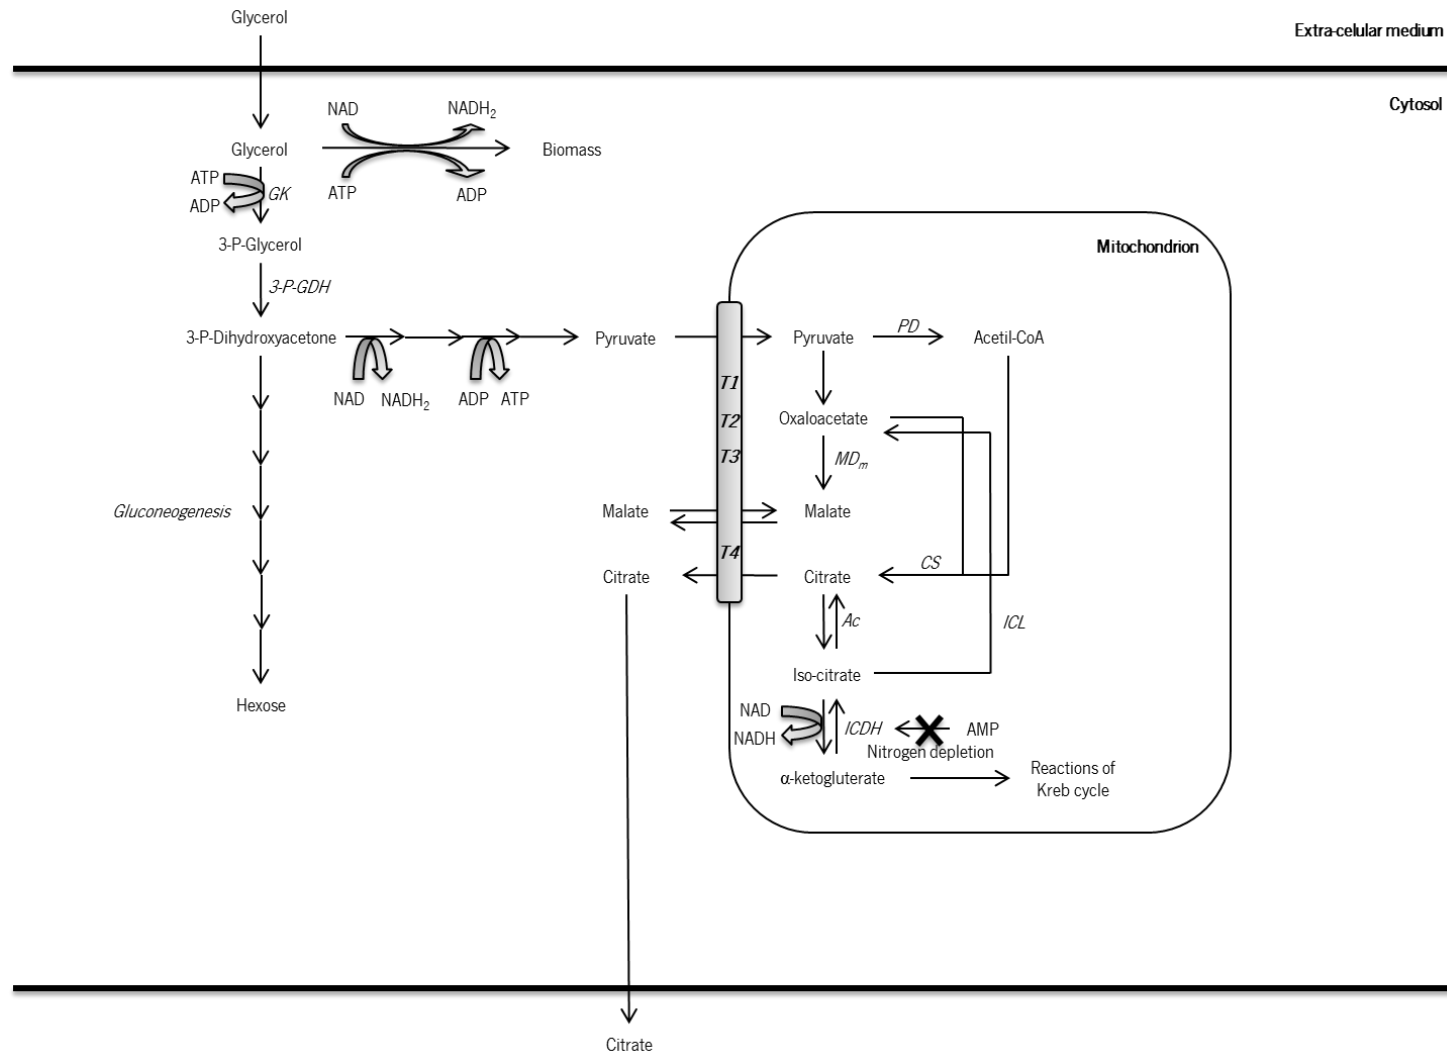 Glycerol
Extra-celular medium
Cytosol
NAD
NADH2
Glycerol
Biomass
ATP
GK
ATP
ADP
ADP
3-P-Glycerol
Mitochondrion
3-P-GDH
3-P-Dihydroxyacetone
Pyruvate
Pyruvate
PD
Acetil-CoA
T1
NAD
NADH2
ADP
ATP
T2
Oxaloacetate
T3
MDm
Gluconeogenesis
Malate
Malate
T4
Citrate
Citrate
CS
Ac
ICL
Iso-citrate
Hexose
NAD
NADH
ICDH
AMP
Nitrogen depletion
α-ketogluterate
Reactions of
Kreb cycle
Citrate